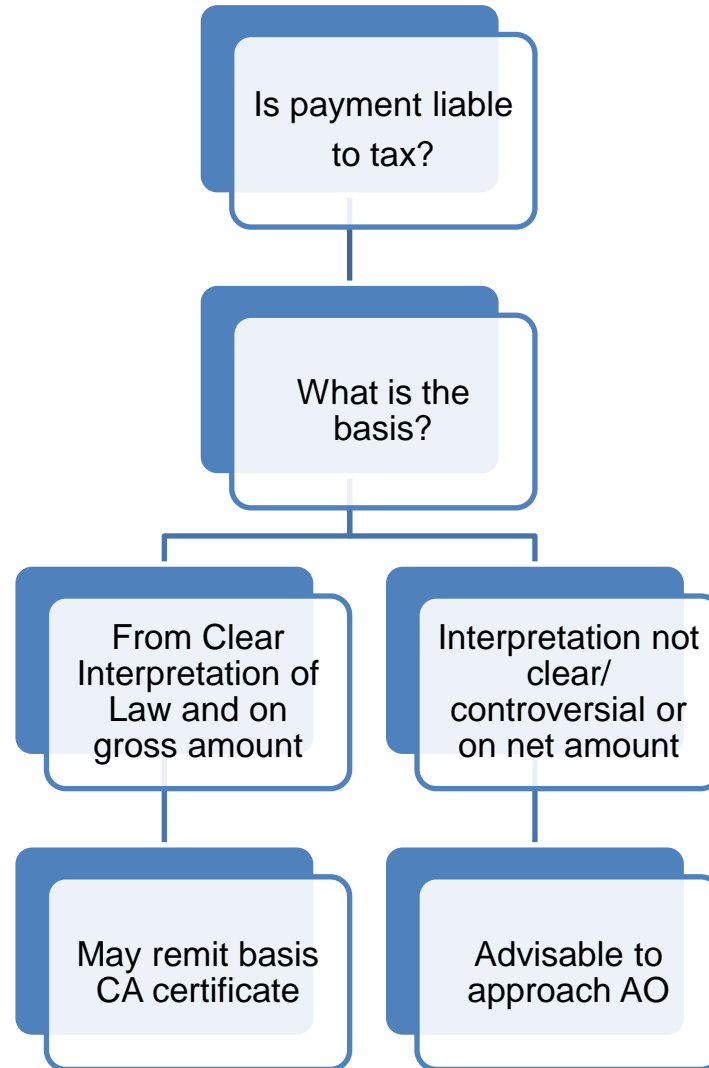 Is payment liable
to tax?
What is the
basis?
From Clear
Interpretation of
Law and on
gross amount
Interpretation not
clear/
controversial or
on net amount
May remit basis
CA certificate
Advisable to
approach AO